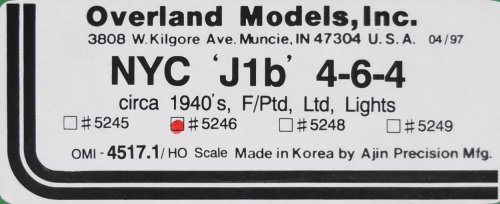 Overland Models,Inc.
3808 W.Kilgore Ave. Muncie, IN 47304 U.S.A. 04/97
NYC 'J1b' 4-6-4
circa 1940's, F/Ptd, Ltd, Lights
□#5245 □#5246 □#5248 □#5249
OMI - 4517.1/ HO Scale Made in Korea by Ajin Precision Mfg.